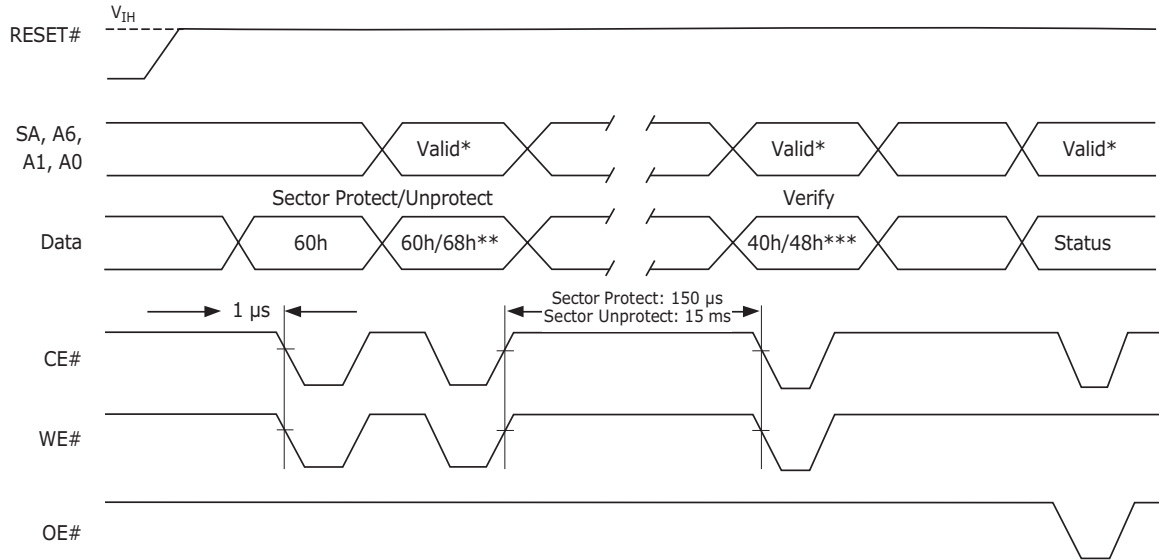 V_IH
RESET#
SA, A6,
A1, A0
Valid*
Valid*
Valid*
Sector Protect/Unprotect
Verify
Data
60h
60h/68h**
40h/48h***
Status
1 µs
Sector Protect: 150 µs
Sector Unprotect: 15 ms
CE#
WE#
OE#